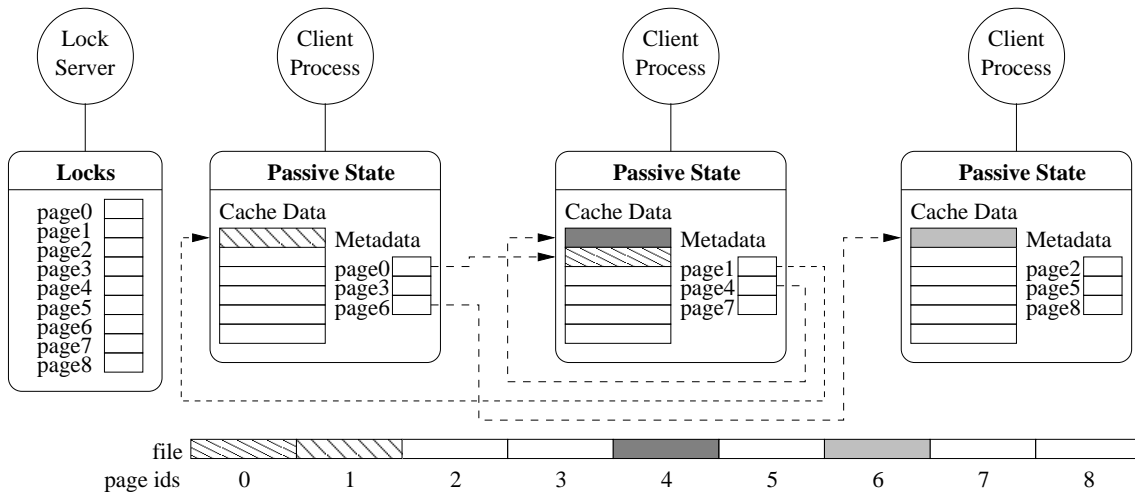 Lock
Server
Client
Process
Client
Process
Client
Process
Locks
page0
page1
page2
page3
page4
page5
page6
page7
page8
Passive State
Cache Data
Metadata
page0
page3
page6
Passive State
Cache Data
Metadata
page1
page4
page7
Passive State
Cache Data
Metadata
page2
page5
page8
file
page ids 0 1 2 3 4 5 6 7 8